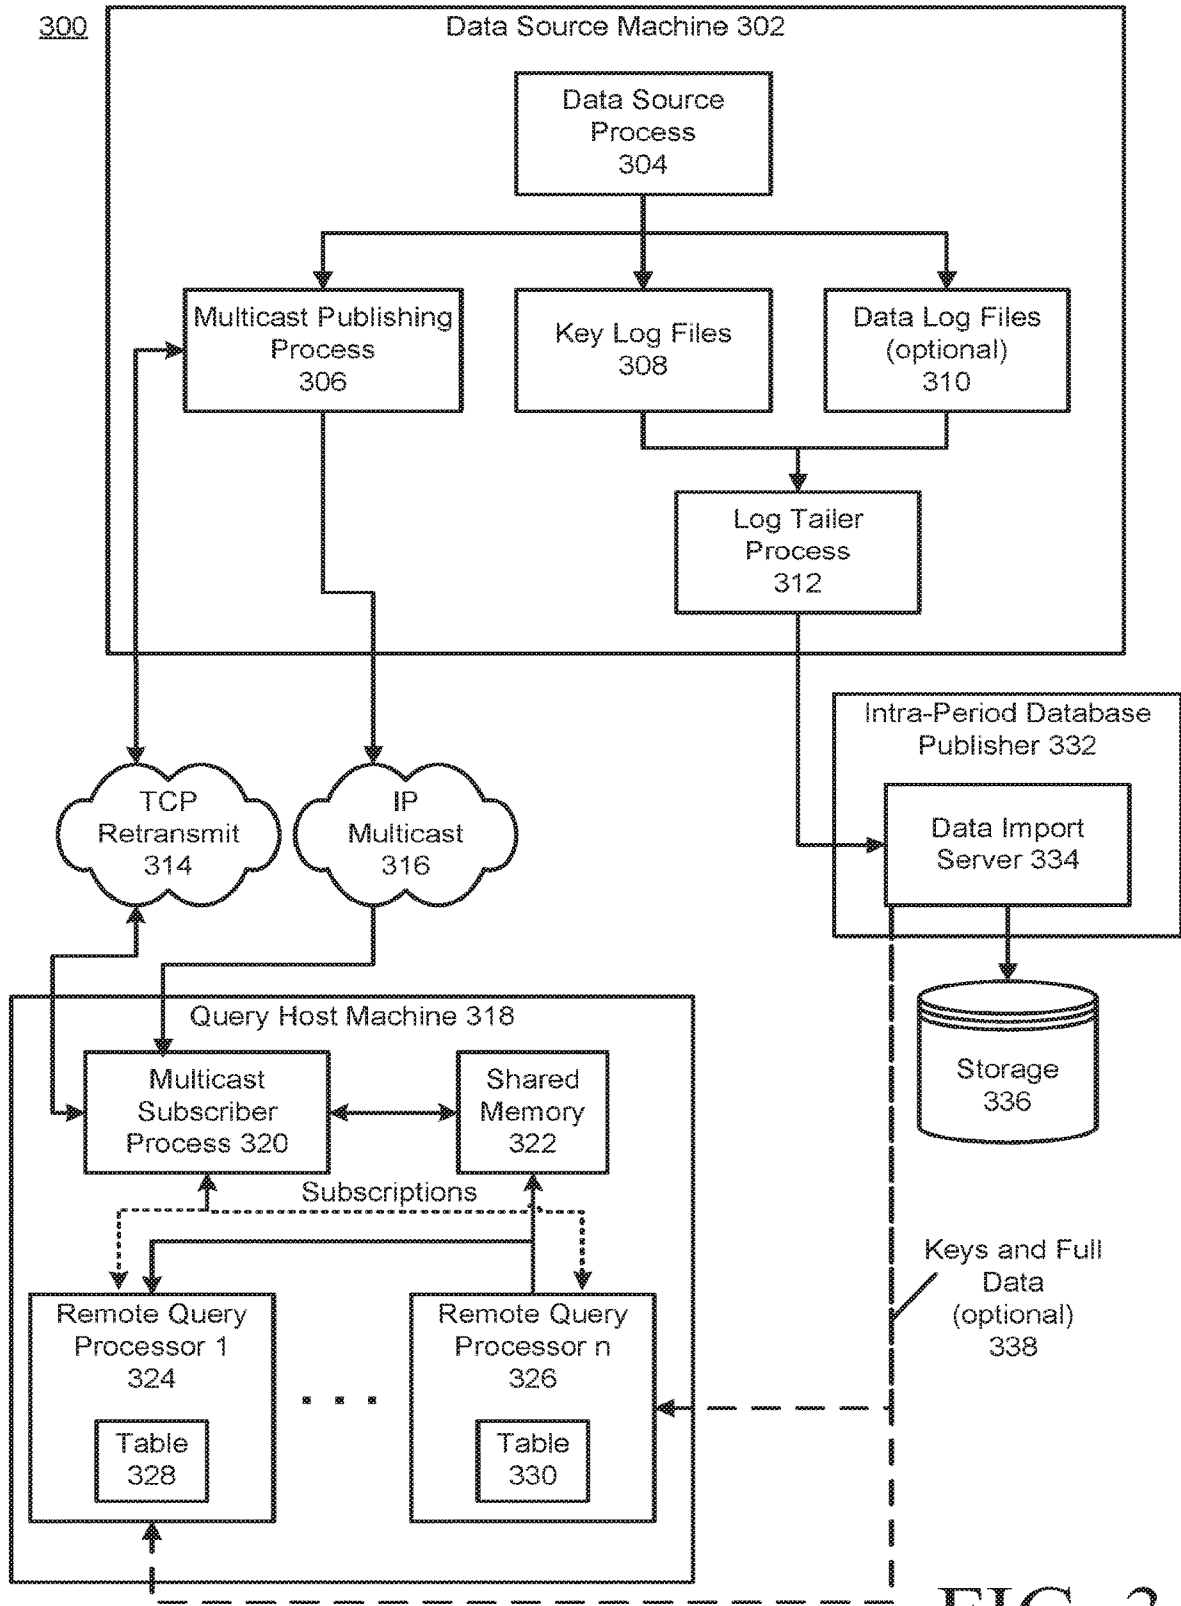 300
Data Source Machine 302
Data Source
Process
304
Multicast Publishing
Process
306
Key Log Files
308
Data Log Files
(optional)
310
Log Tailer
Process
312
Intra-Period Database
Publisher 332
Data Import
Server 334
TCP
Retransmit
314
IP
Multicast
316
Query Host Machine 318
Multicast
Subscriber
Process 320
Shared
Memory
322
Storage
336
Subscriptions
Keys and Full
Data
(optional)
338
Remote Query
Processor 1
324
Table
328
. . .
Remote Query
Processor n
326
Table
330
FIG. 3